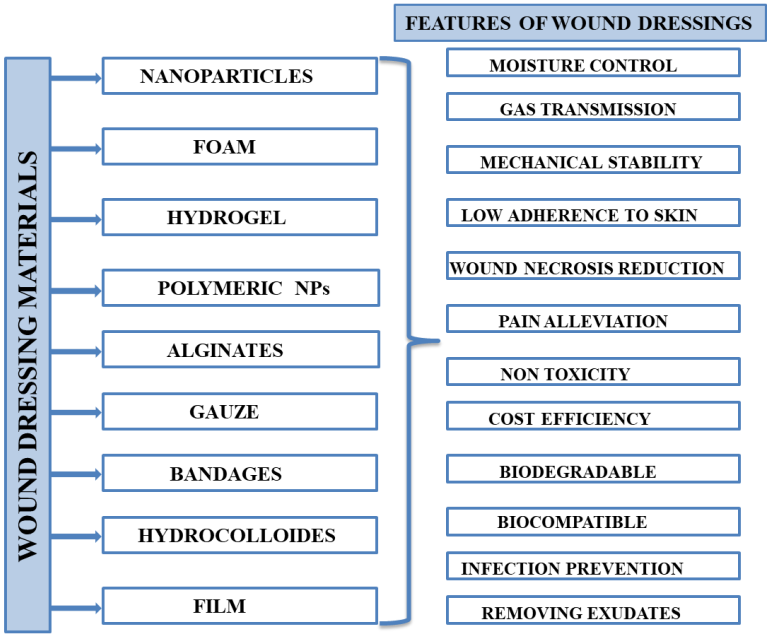 WOUND DRESSING MATERIALS
NANOPARTICLES
FOAM
HYDROGEL
POLYMERIC NPs
ALGINATES
GAUZE
BANDAGES
HYDROCOLLOIDES
FILM
FEATURES OF WOUND DRESSINGS
MOISTURE CONTROL
GAS TRANSMISSION
MECHANICAL STABILITY
LOW ADHERENCE TO SKIN
WOUND NECROSIS REDUCTION
PAIN ALLEVIATION
NON TOXICITY
COST EFFICIENCY
BIODEGRADABLE
BIOCOMPATIBLE
INFECTION PREVENTION
REMOVING EXUDATES